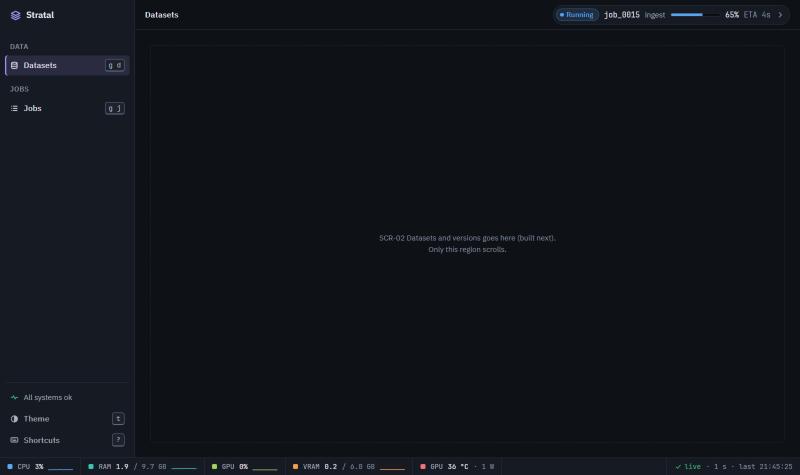 Stratal
Datasets
Running job_0015 Ingest 65% ETA 4s
DATA
Datasets g d
JOBS
Jobs g j
SCR-02 Datasets and versions goes here (built next).
Only this region scrolls.
All systems ok
Theme t
Shortcuts ?
CPU 3% RAM 1.9 / 9.7 GB GPU 0% VRAM 0.2 / 6.0 GB GPU 36 °C · 1 W live · 1 s · last 21:45:25